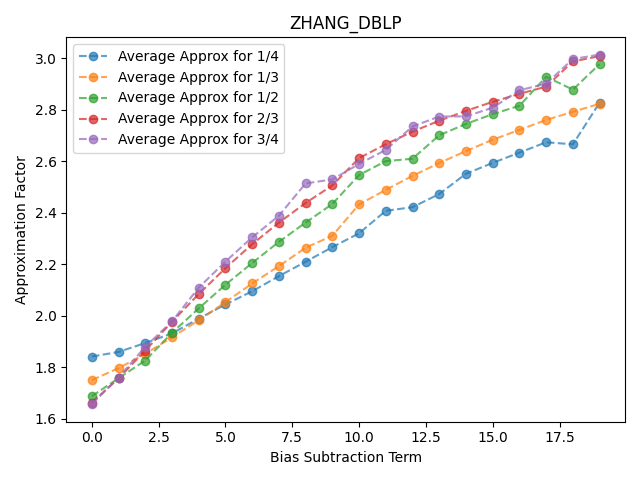 ZHANG_DBLP
Average Approx for 1/4
Average Approx for 1/3
Average Approx for 1/2
Average Approx for 2/3
Average Approx for 3/4
Approximation Factor
3.0
2.8
2.6
2.4
2.2
2.0
1.8
1.6
0.0 2.5 5.0 7.5 10.0 12.5 15.0 17.5
Bias Subtraction Term